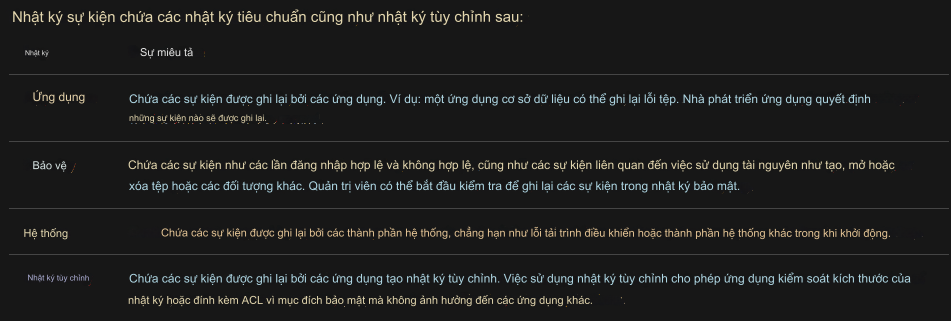 Nhật ký sự kiện chứa các nhật ký tiêu chuẩn cũng như nhật ký tùy chỉnh sau:
Nhật ký Sự miêu tả
Ứng dụng Chứa các sự kiện được ghi lại bởi các ứng dụng. Ví dụ: một ứng dụng cơ sở dữ liệu có thể ghi lại lỗi tệp. Nhà phát triển ứng dụng quyết định
những sự kiện nào sẽ được ghi lại.
Bảo vệ Chứa các sự kiện như các lần đăng nhập hợp lệ và không hợp lệ, cũng như các sự kiện liên quan đến việc sử dụng tài nguyên như tạo, mở hoặc
xóa tệp hoặc các đối tượng khác. Quản trị viên có thể bắt đầu kiểm tra để ghi lại các sự kiện trong nhật ký bảo mật.
Hệ thống Chứa các sự kiện được ghi lại bởi các thành phần hệ thống, chẳng hạn như lỗi tải trình điều khiển hoặc thành phần hệ thống khác trong khi khởi động.
Nhật ký tùy chỉnh Chứa các sự kiện được ghi lại bởi các ứng dụng tạo nhật ký tùy chỉnh. Việc sử dụng nhật ký tùy chỉnh cho phép ứng dụng kiểm soát kích thước của
nhật ký hoặc đính kèm ACL vì mục đích bảo mật mà không ảnh hưởng đến các ứng dụng khác.